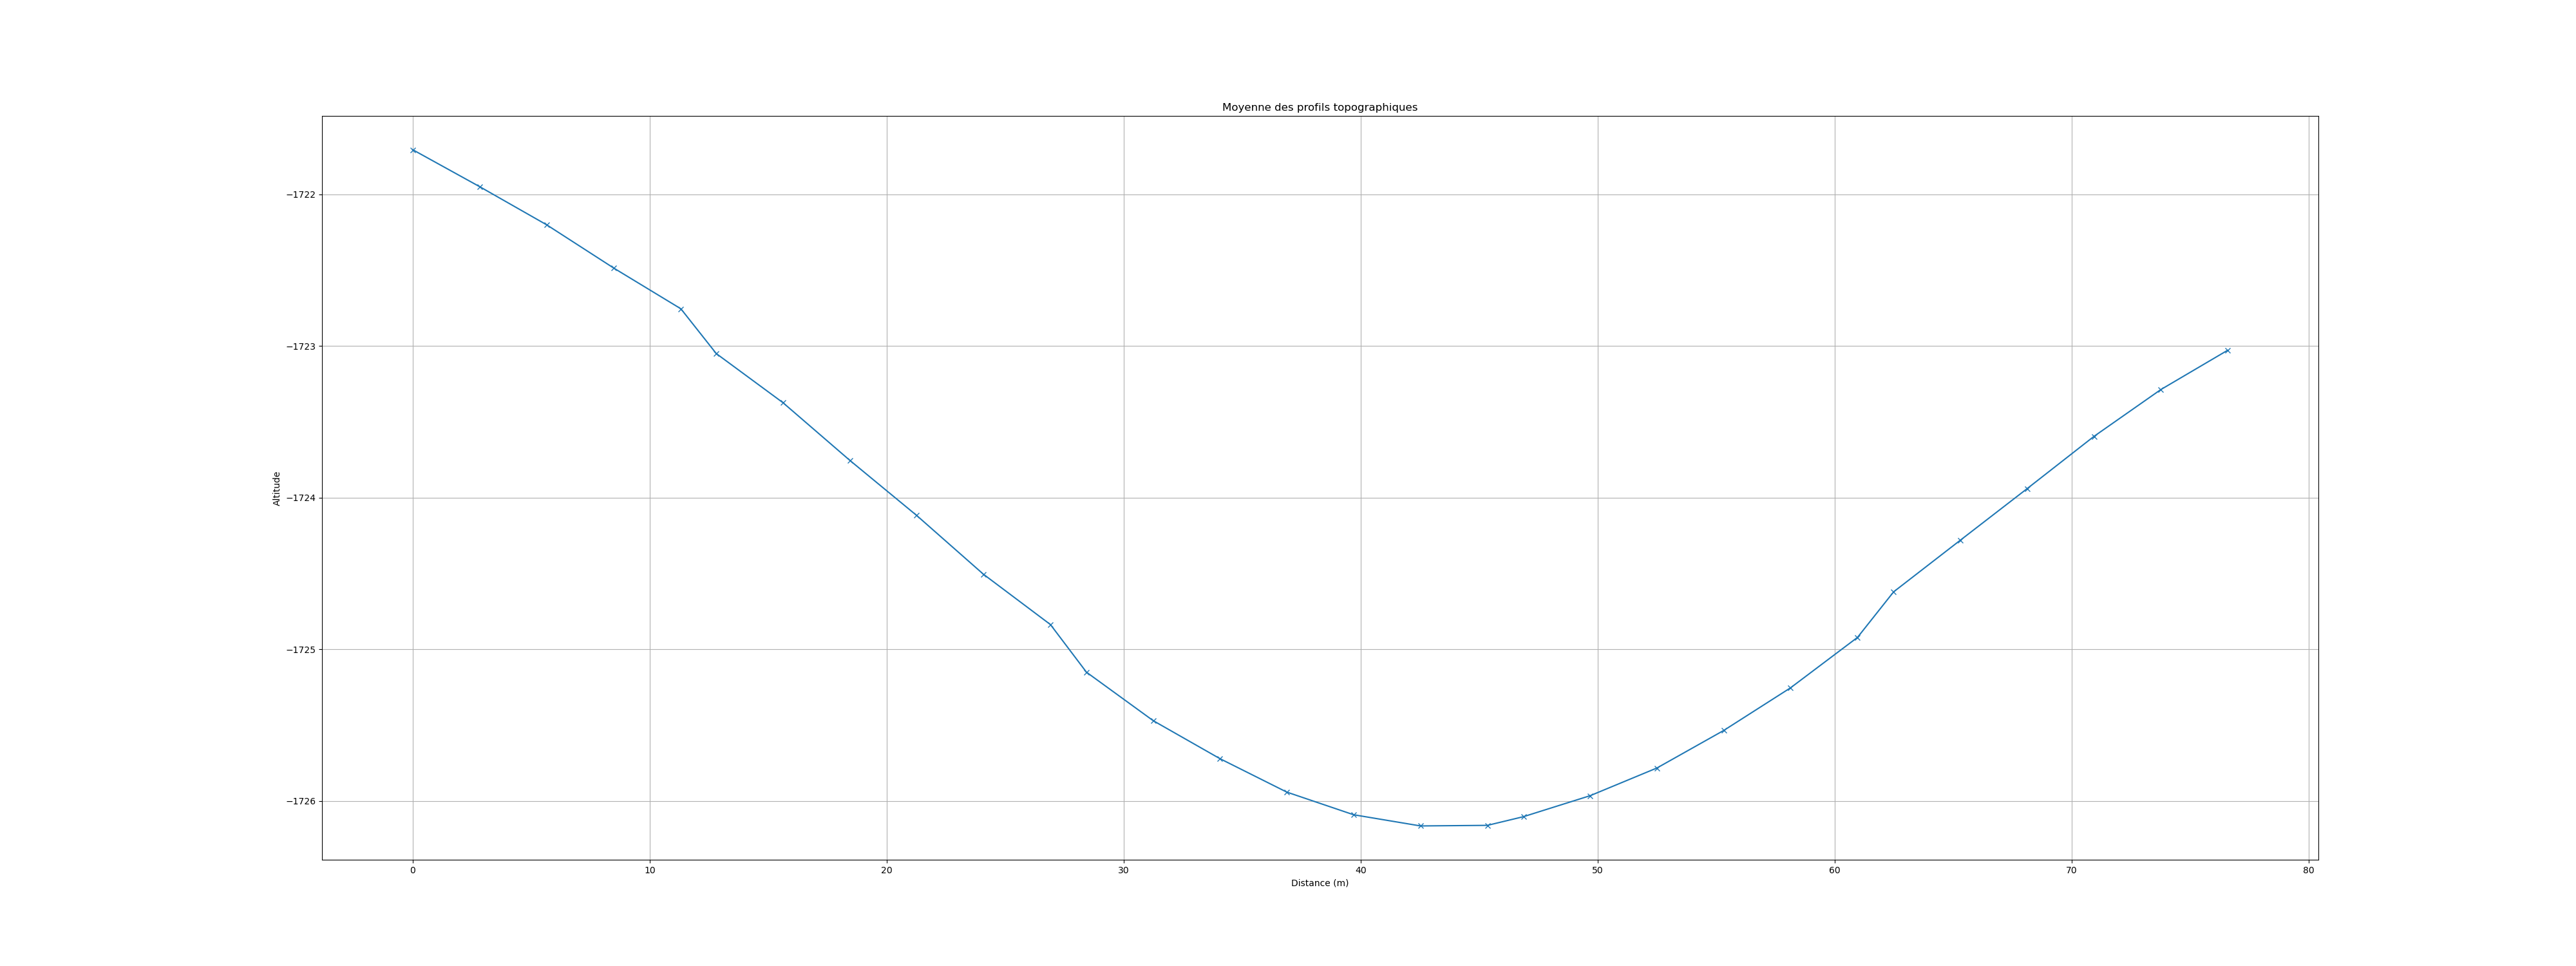 Moyenne des profils topographiques
Altitude
−1722
−1723
−1724
−1725
−1726
0 10 20 30 40 50 60 70 80
Distance (m)